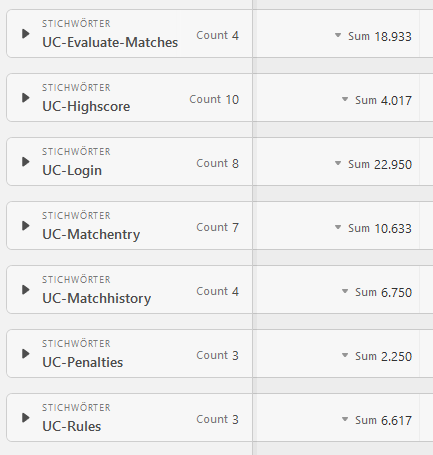 STICHWÖRTER
UC-Evaluate-Matches Count 4 Sum 18.933
STICHWÖRTER
UC-Highscore Count 10 Sum 4.017
STICHWÖRTER
UC-Login Count 8 Sum 22.950
STICHWÖRTER
UC-Matchentry Count 7 Sum 10.633
STICHWÖRTER
UC-Matchhistory Count 4 Sum 6.750
STICHWÖRTER
UC-Penalties Count 3 Sum 2.250
STICHWÖRTER
UC-Rules Count 3 Sum 6.617